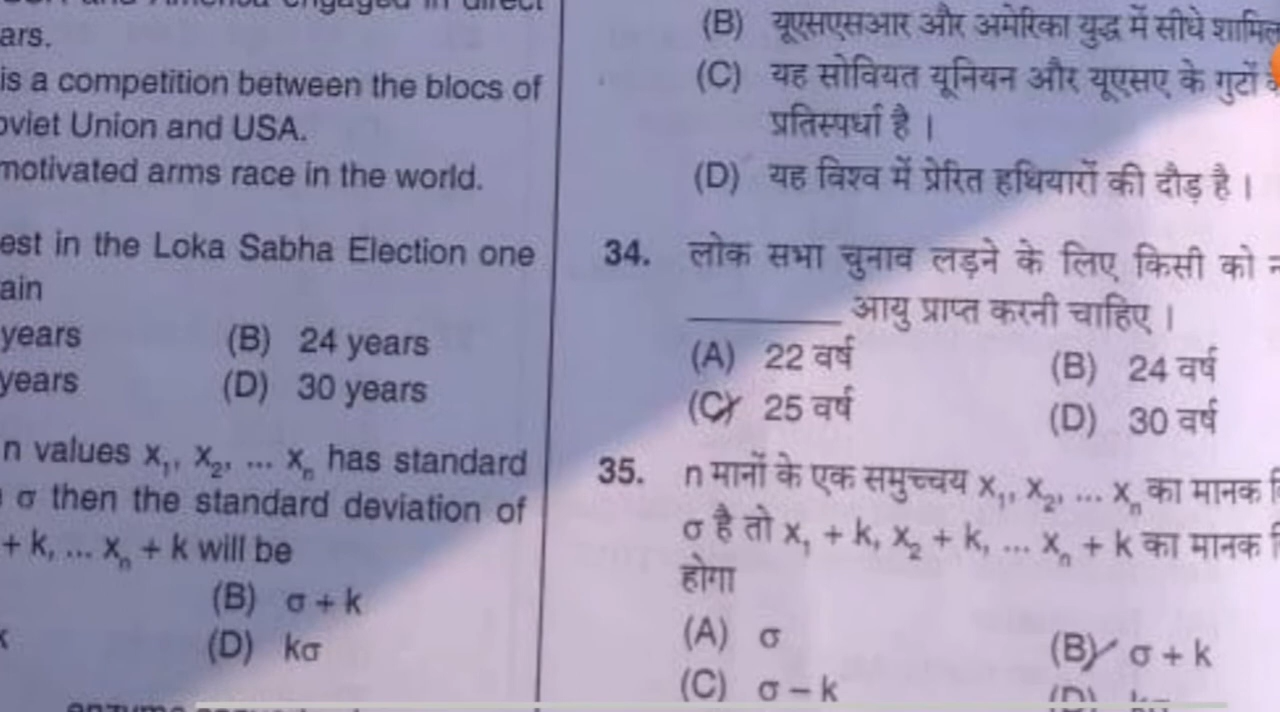 ars.
is a competition between the blocs of
oviet Union and USA.
motivated arms race in the world.
est in the Loka Sabha Election one
ain
years (B) 24 years
years (D) 30 years
n values x₁, x₂, ... xₙ has standard
σ then the standard deviation of
+ k, ... xₙ + k will be
(B) σ + k
(D) kσ
(B) यूएसएसआर और अमेरिका युद्ध में सीधे शामिल
(C) यह सोवियत यूनियन और यूएसए के गुटों
प्रतिस्पर्धा है ।
(D) यह विश्व में प्रेरित हथियारों की दौड़ है ।
34. लोक सभा चुनाव लड़ने के लिए किसी को
________ आयु प्राप्त करनी चाहिए ।
(A) 22 वर्ष (B) 24 वर्ष
(C) 25 वर्ष (D) 30 वर्ष
35. n मानों के एक समुच्चय x₁, x₂, ... xₙ का मानक
σ है तो x₁ + k, x₂ + k, ... xₙ + k का मानक
होगा
(A) σ (B) σ + k
(C) σ – k